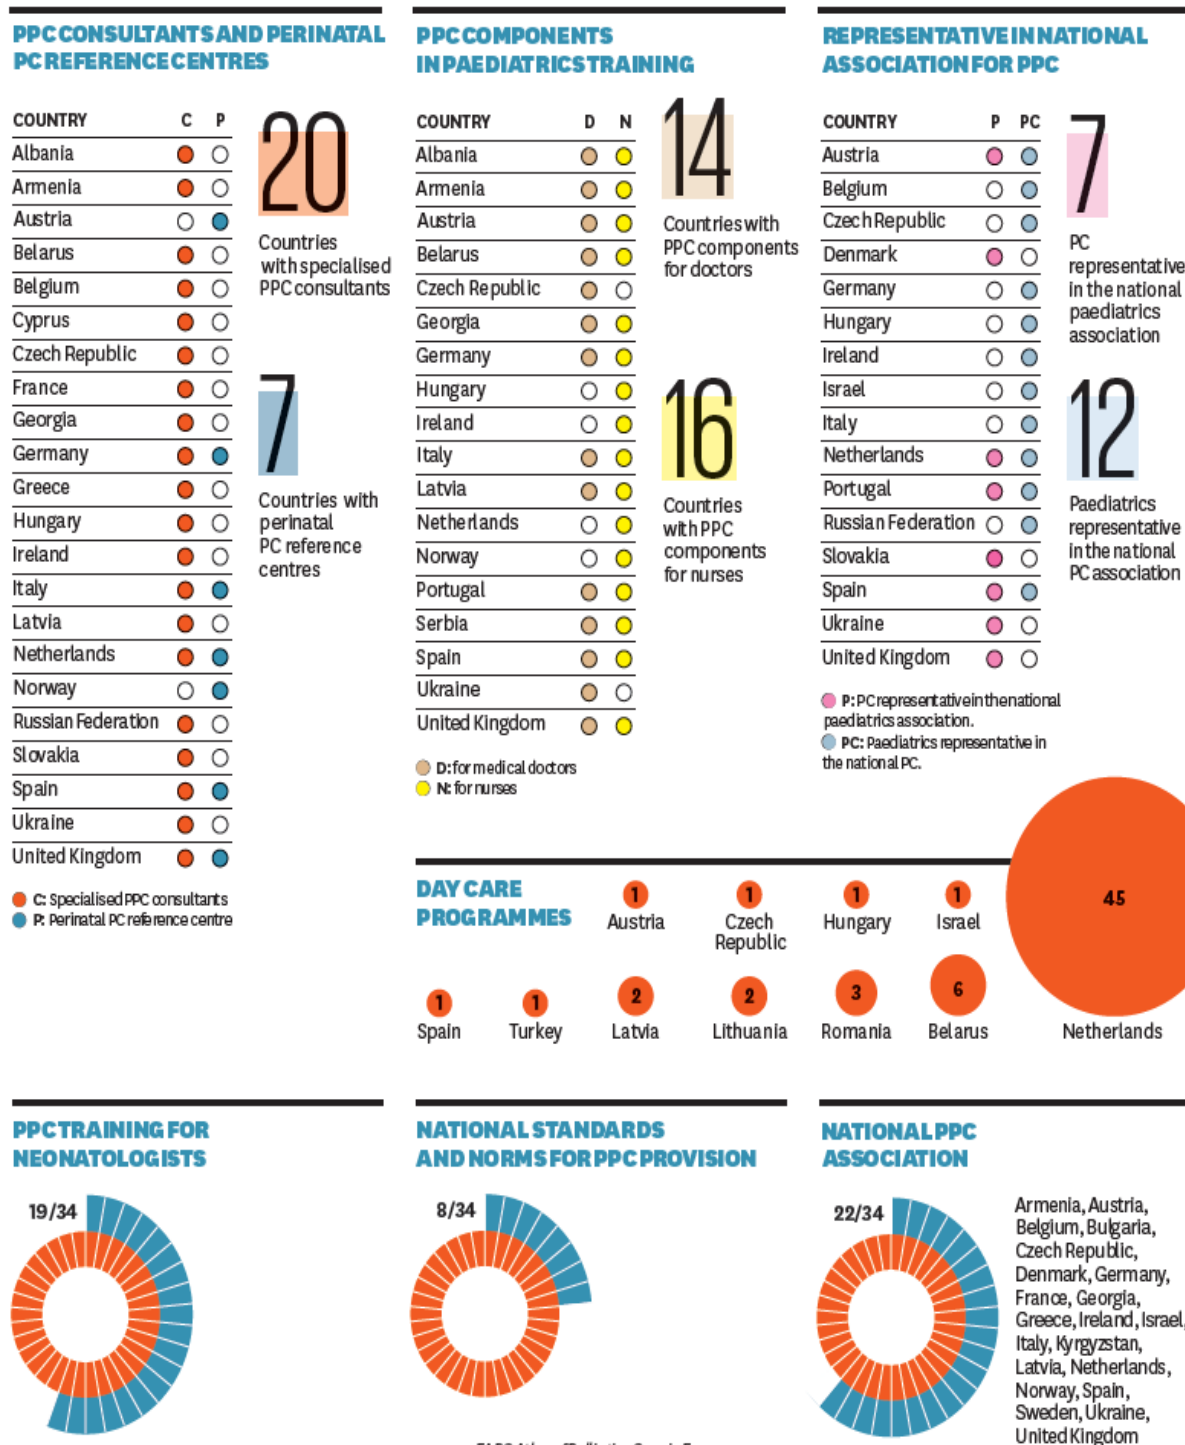 PPC CONSULTANTS AND PERINATAL
PC REFERENCE CENTRES
COUNTRY C P
Albania
Armenia
Austria
Belarus
Belgium
Cyprus
Czech Republic
France
Georgia
Germany
Greece
Hungary
Ireland
Italy
Latvia
Netherlands
Norway
Russian Federation
Slovakia
Spain
Ukraine
United Kingdom
C: Specialised PPC consultants
P: Perinatal PC reference centre
20
Countries
with specialised
PPC consultants
7
Countries with
perinatal
PC reference
centres
PPC COMPONENTS
IN PAEDIATRICS TRAINING
COUNTRY D N
Albania
Armenia
Austria
Belarus
Czech Republic
Georgia
Germany
Hungary
Ireland
Italy
Latvia
Netherlands
Norway
Portugal
Serbia
Spain
Ukraine
United Kingdom
D: for medical doctors
N: for nurses
14
Countries with
PPC components
for doctors
16
Countries
with PPC
components
for nurses
REPRESENTATIVE IN NATIONAL
ASSOCIATION FOR PPC
COUNTRY P PC
Austria
Belgium
Czech Republic
Denmark
Germany
Hungary
Ireland
Israel
Italy
Netherlands
Portugal
Russian Federation
Slovakia
Spain
Ukraine
United Kingdom
P: PC representative in the national
paediatrics association.
PC: Paediatrics representative in
the national PC.
7
PC
representative
in the national
paediatrics
association
12
Paediatrics
representative
in the national
PC association
DAY CARE
PROGRAMMES
1
Austria
1
Czech
Republic
1
Hungary
1
Israel
45
Netherlands
1
Spain
1
Turkey
2
Latvia
2
Lithuania
3
Romania
6
Belarus
PPC TRAINING FOR
NEONATOLOGISTS
19/34
NATIONAL STANDARDS
AND NORMS FOR PPC PROVISION
8/34
NATIONAL PPC
ASSOCIATION
22/34
Armenia, Austria,
Belgium, Bulgaria,
Czech Republic,
Denmark, Germany,
France, Georgia,
Greece, Ireland, Israel,
Italy, Kyrgyzstan,
Latvia, Netherlands,
Norway, Spain,
Sweden, Ukraine,
United Kingdom